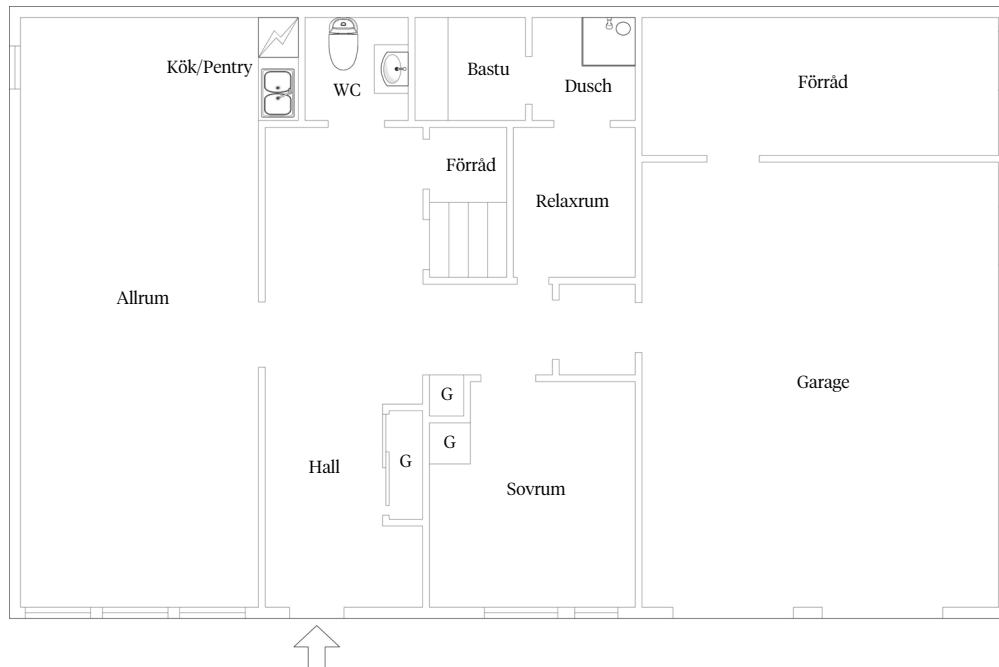 Kök/Pentry
WC
Bastu
Dusch
Förråd
Förråd
Relaxrum
Allrum
Garage
G
G
G
Hall
Sovrum